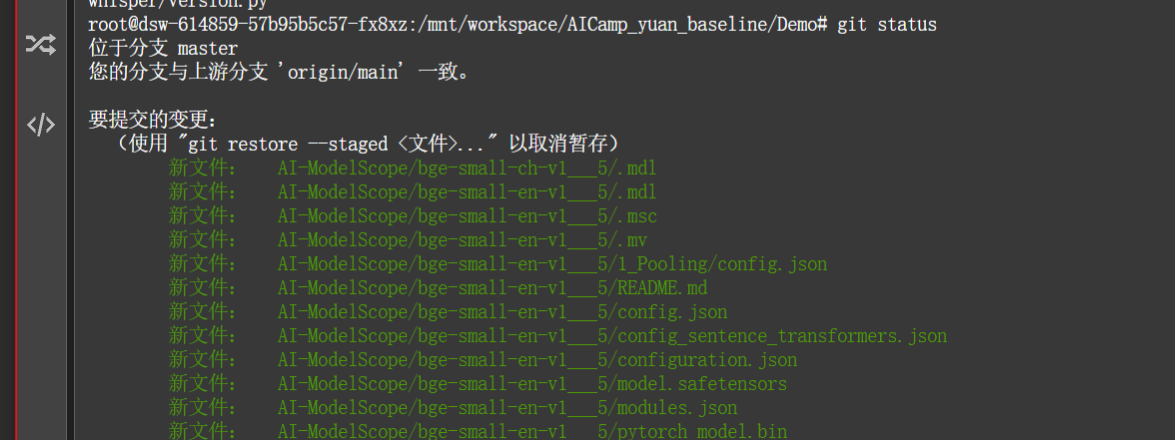 whisper/version.py
root@dsw-614859-57b95b5c57-fx8xz:/mnt/workspace/AICamp_yuan_baseline/Demo# git status
位于分支 master
您的分支与上游分支 'origin/main' 一致。
要提交的变更：
（使用 "git restore --staged <文件>..." 以取消暂存）
新文件： AI-ModelScope/bge-small-ch-v1___5/.mdl
新文件： AI-ModelScope/bge-small-en-v1___5/.mdl
新文件： AI-ModelScope/bge-small-en-v1___5/.msc
新文件： AI-ModelScope/bge-small-en-v1___5/.mv
新文件： AI-ModelScope/bge-small-en-v1___5/1_Pooling/config.json
新文件： AI-ModelScope/bge-small-en-v1___5/README.md
新文件： AI-ModelScope/bge-small-en-v1___5/config.json
新文件： AI-ModelScope/bge-small-en-v1___5/config_sentence_transformers.json
新文件： AI-ModelScope/bge-small-en-v1___5/configuration.json
新文件： AI-ModelScope/bge-small-en-v1___5/model.safetensors
新文件： AI-ModelScope/bge-small-en-v1___5/modules.json
新文件： AI-ModelScope/bge-small-en-v1___5/pytorch_model.bin